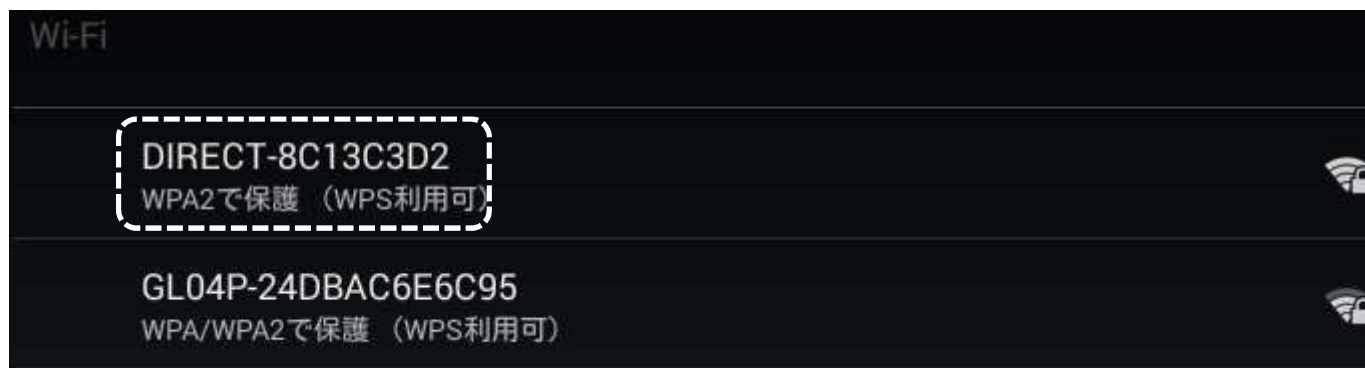 Wi-Fi
DIRECT-8C13C3D2
WPA2で保護 （WPS利用可）
GL04P-24DBAC6E6C95
WPA/WPA2で保護 （WPS利用可）